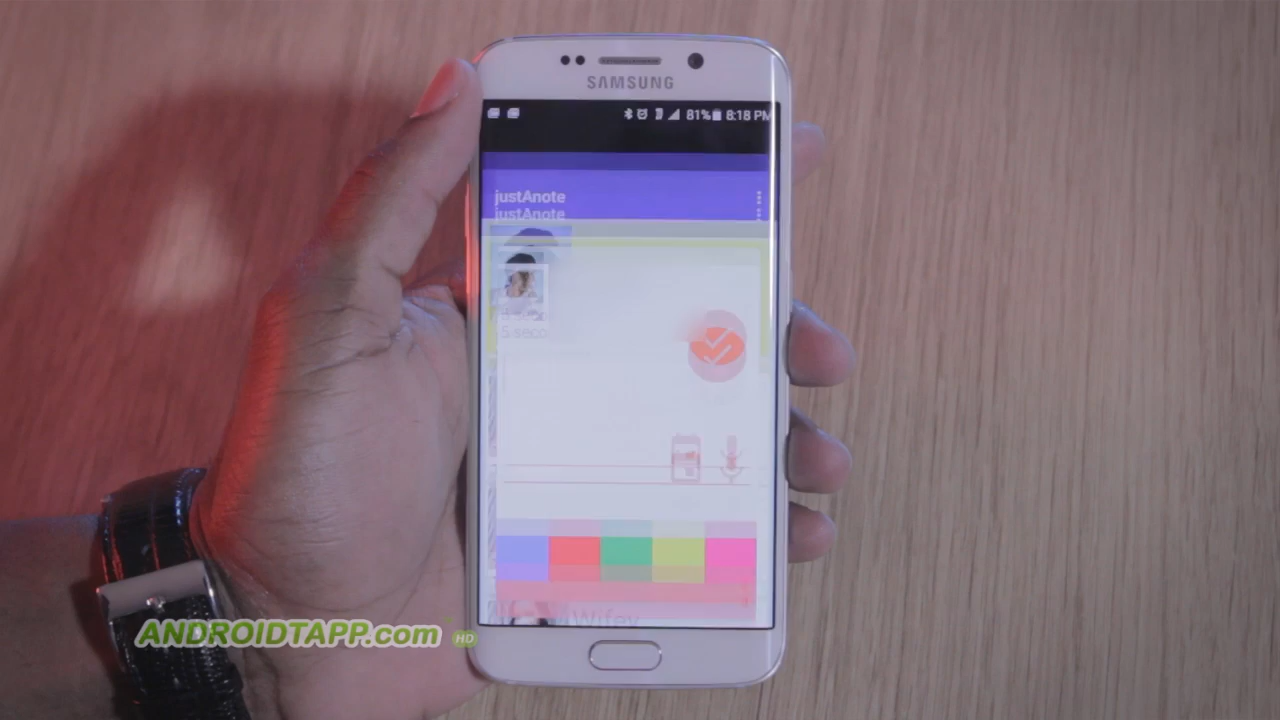 SAMSUNG
81% 8:18 PM
justAnote
justAnote
5 seco
Wifey
ANDROIDTAPP.com HD